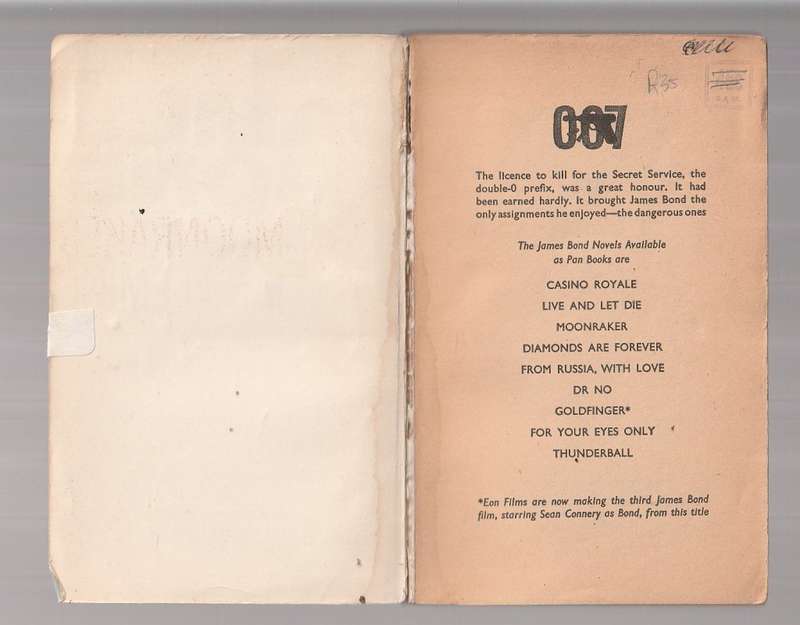 R35
007
The licence to kill for the Secret Service, the
double-0 prefix, was a great honour. It had
been earned hardly. It brought James Bond the
only assignments he enjoyed—the dangerous ones
The James Bond Novels Available
as Pan Books are
CASINO ROYALE
LIVE AND LET DIE
MOONRAKER
DIAMONDS ARE FOREVER
FROM RUSSIA, WITH LOVE
DR NO
GOLDFINGER*
FOR YOUR EYES ONLY
THUNDERBALL
*Eon Films are now making the third James Bond
film, starring Sean Connery as Bond, from this title